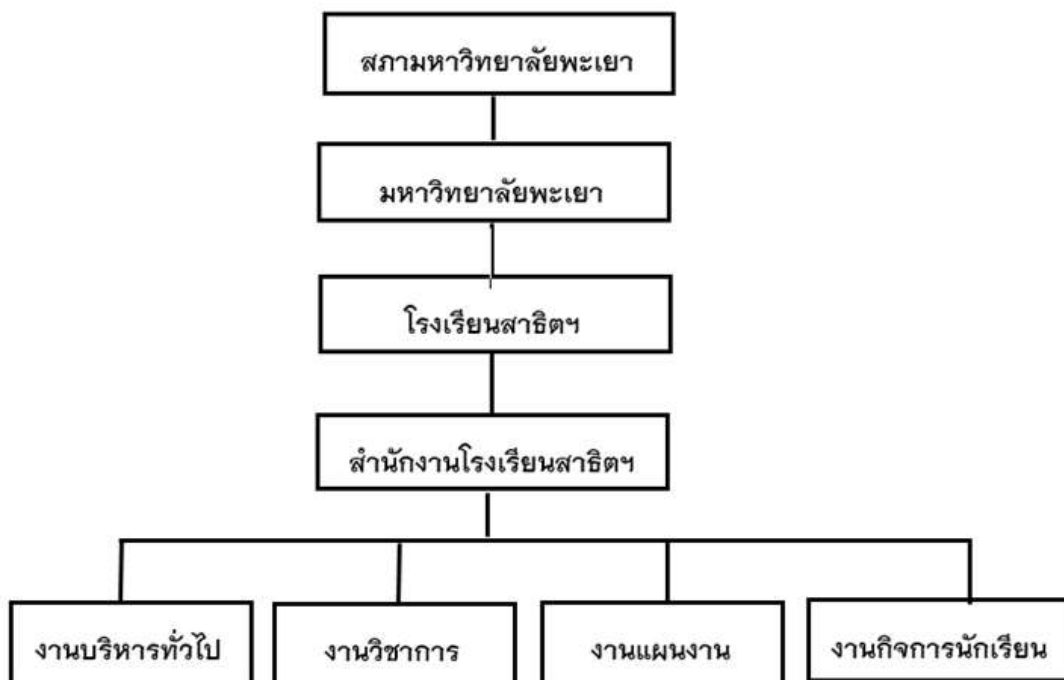 สภามหาวิทยาลัยพะเยา
มหาวิทยาลัยพะเยา
โรงเรียนสาธิตฯ
สำนักงานโรงเรียนสาธิตฯ
งานบริหารทั่วไป
งานวิชาการ
งานแผนงาน
งานกิจการนักเรียน